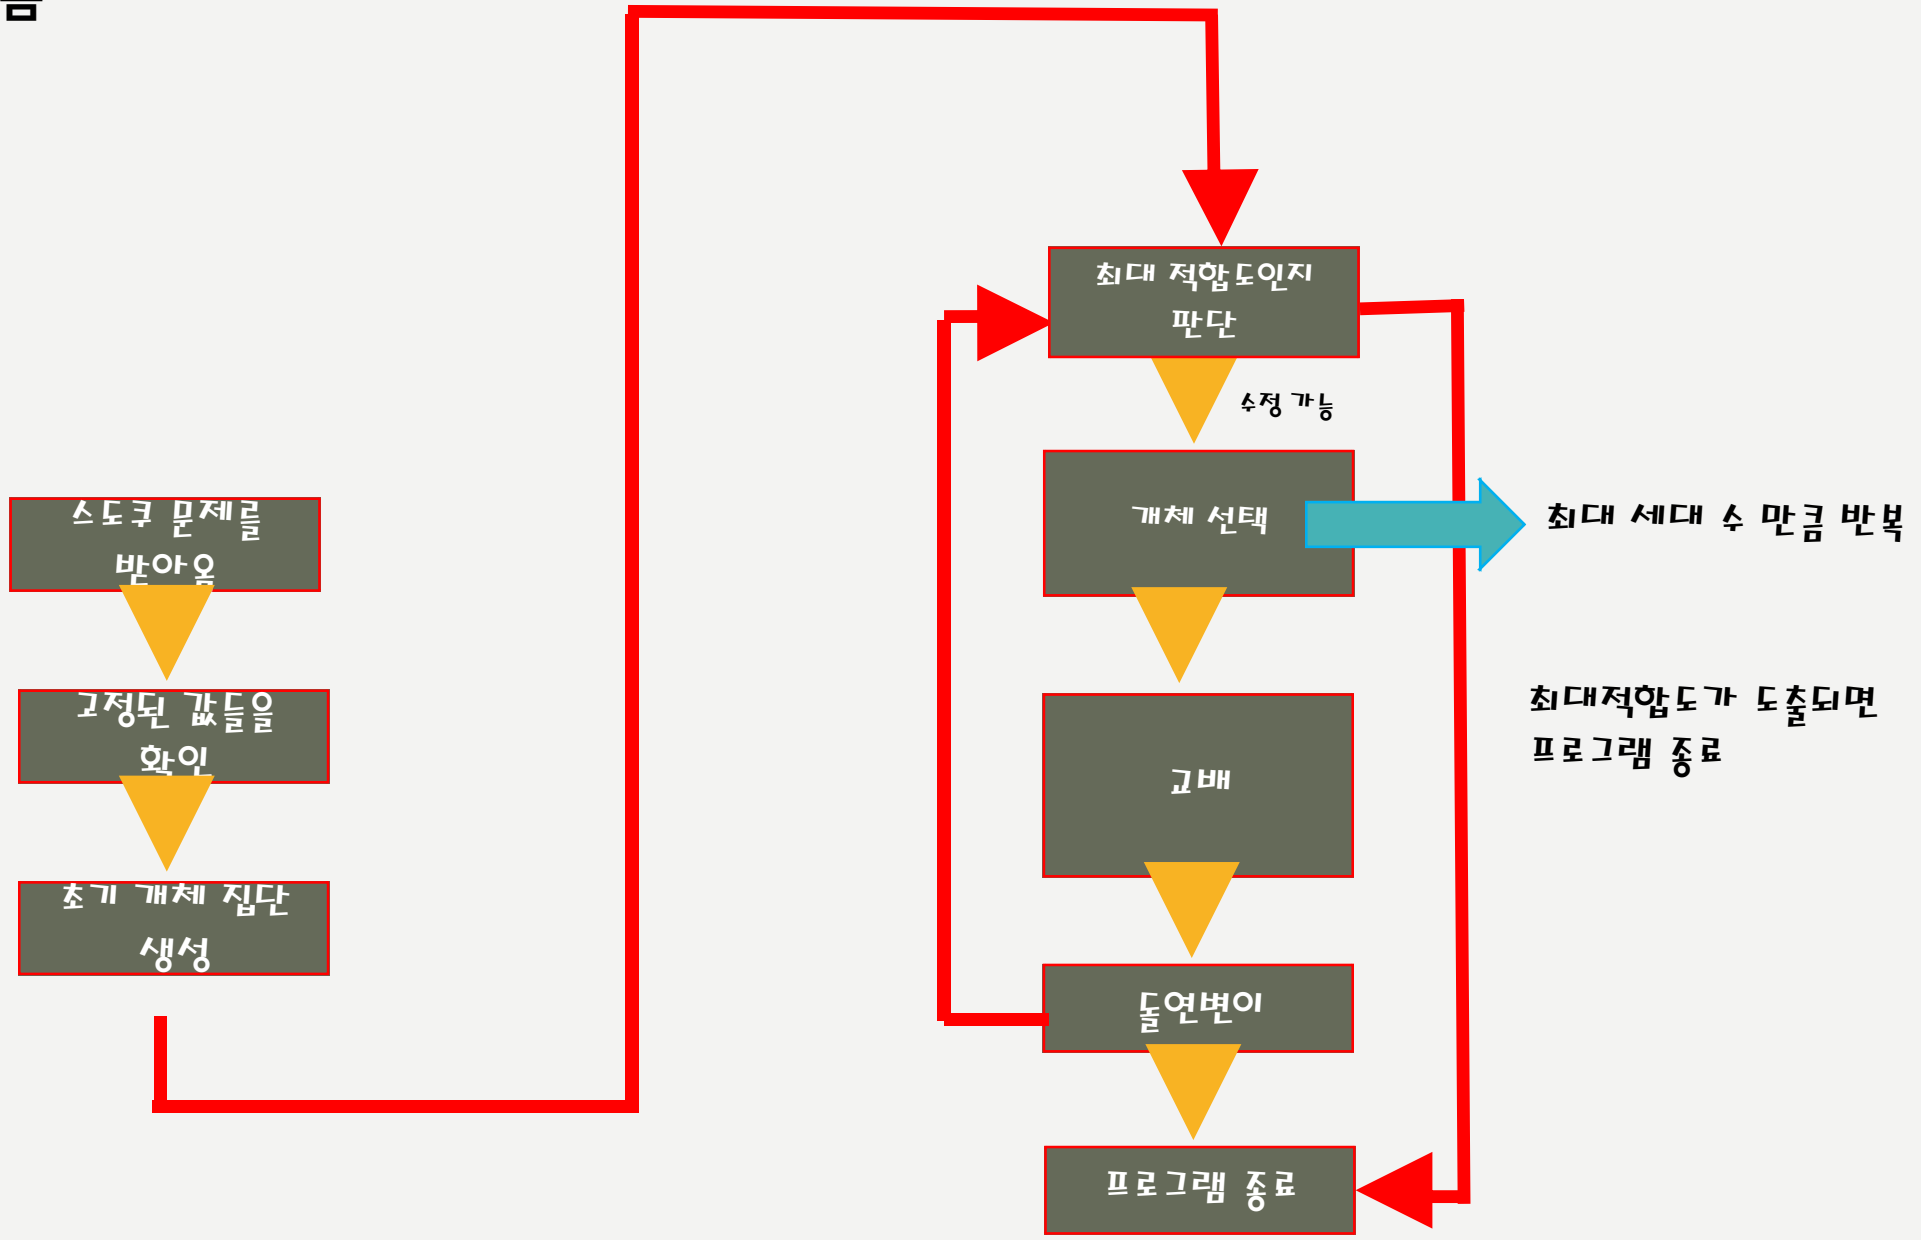 스도쿠 문제를
받아옴
고정된 값들을
확인
초기 개체 집단
생성
최대 적합도인지
판단
수정 가능
개체 선택
최대 세대 수 만큼 반복
교배
최대적합도가 도출되면
프로그램 종료
돌연변이
프로그램 종료